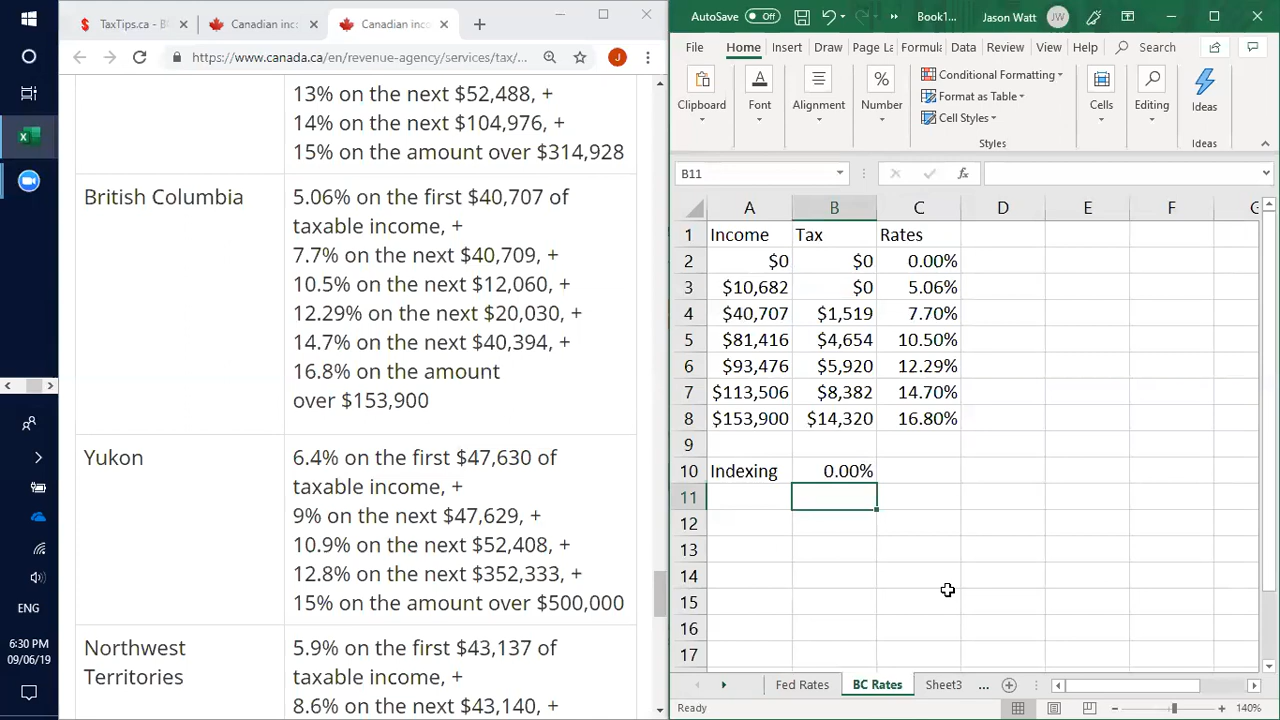 TaxTips.ca - BC
Canadian inco
Canadian inco
https://www.canada.ca/en/revenue-agency/services/tax/...
J
13% on the next $52,488, +
14% on the next $104,976, +
15% on the amount over $314,928
British Columbia
5.06% on the first $40,707 of
taxable income, +
7.7% on the next $40,709, +
10.5% on the next $12,060, +
12.29% on the next $20,030, +
14.7% on the next $40,394, +
16.8% on the amount
over $153,900
Yukon
6.4% on the first $47,630 of
taxable income, +
9% on the next $47,629, +
10.9% on the next $52,408, +
12.8% on the next $352,333, +
15% on the amount over $500,000
Northwest
Territories
5.9% on the first $43,137 of
taxable income, +
8.6% on the next $43,140, +
ENG
6:30 PM
09/06/19
AutoSave Off Book1... Jason Watt JW
File Home Insert Draw Page La Formula Data Review View Help Search
Clipboard
Font
Alignment
Number
Conditional Formatting
Format as Table
Cell Styles
Styles
Cells
Editing
Ideas
Ideas
B11 fx
A B C D E F G
1 Income Tax Rates
2 $0 $0 0.00%
3 $10,682 $0 5.06%
4 $40,707 $1,519 7.70%
5 $81,416 $4,654 10.50%
6 $93,476 $5,920 12.29%
7 $113,506 $8,382 14.70%
8 $153,900 $14,320 16.80%
9
10 Indexing 0.00%
11
12
13
14
15
16
17
Fed Rates BC Rates Sheet3 ...
Ready 140%